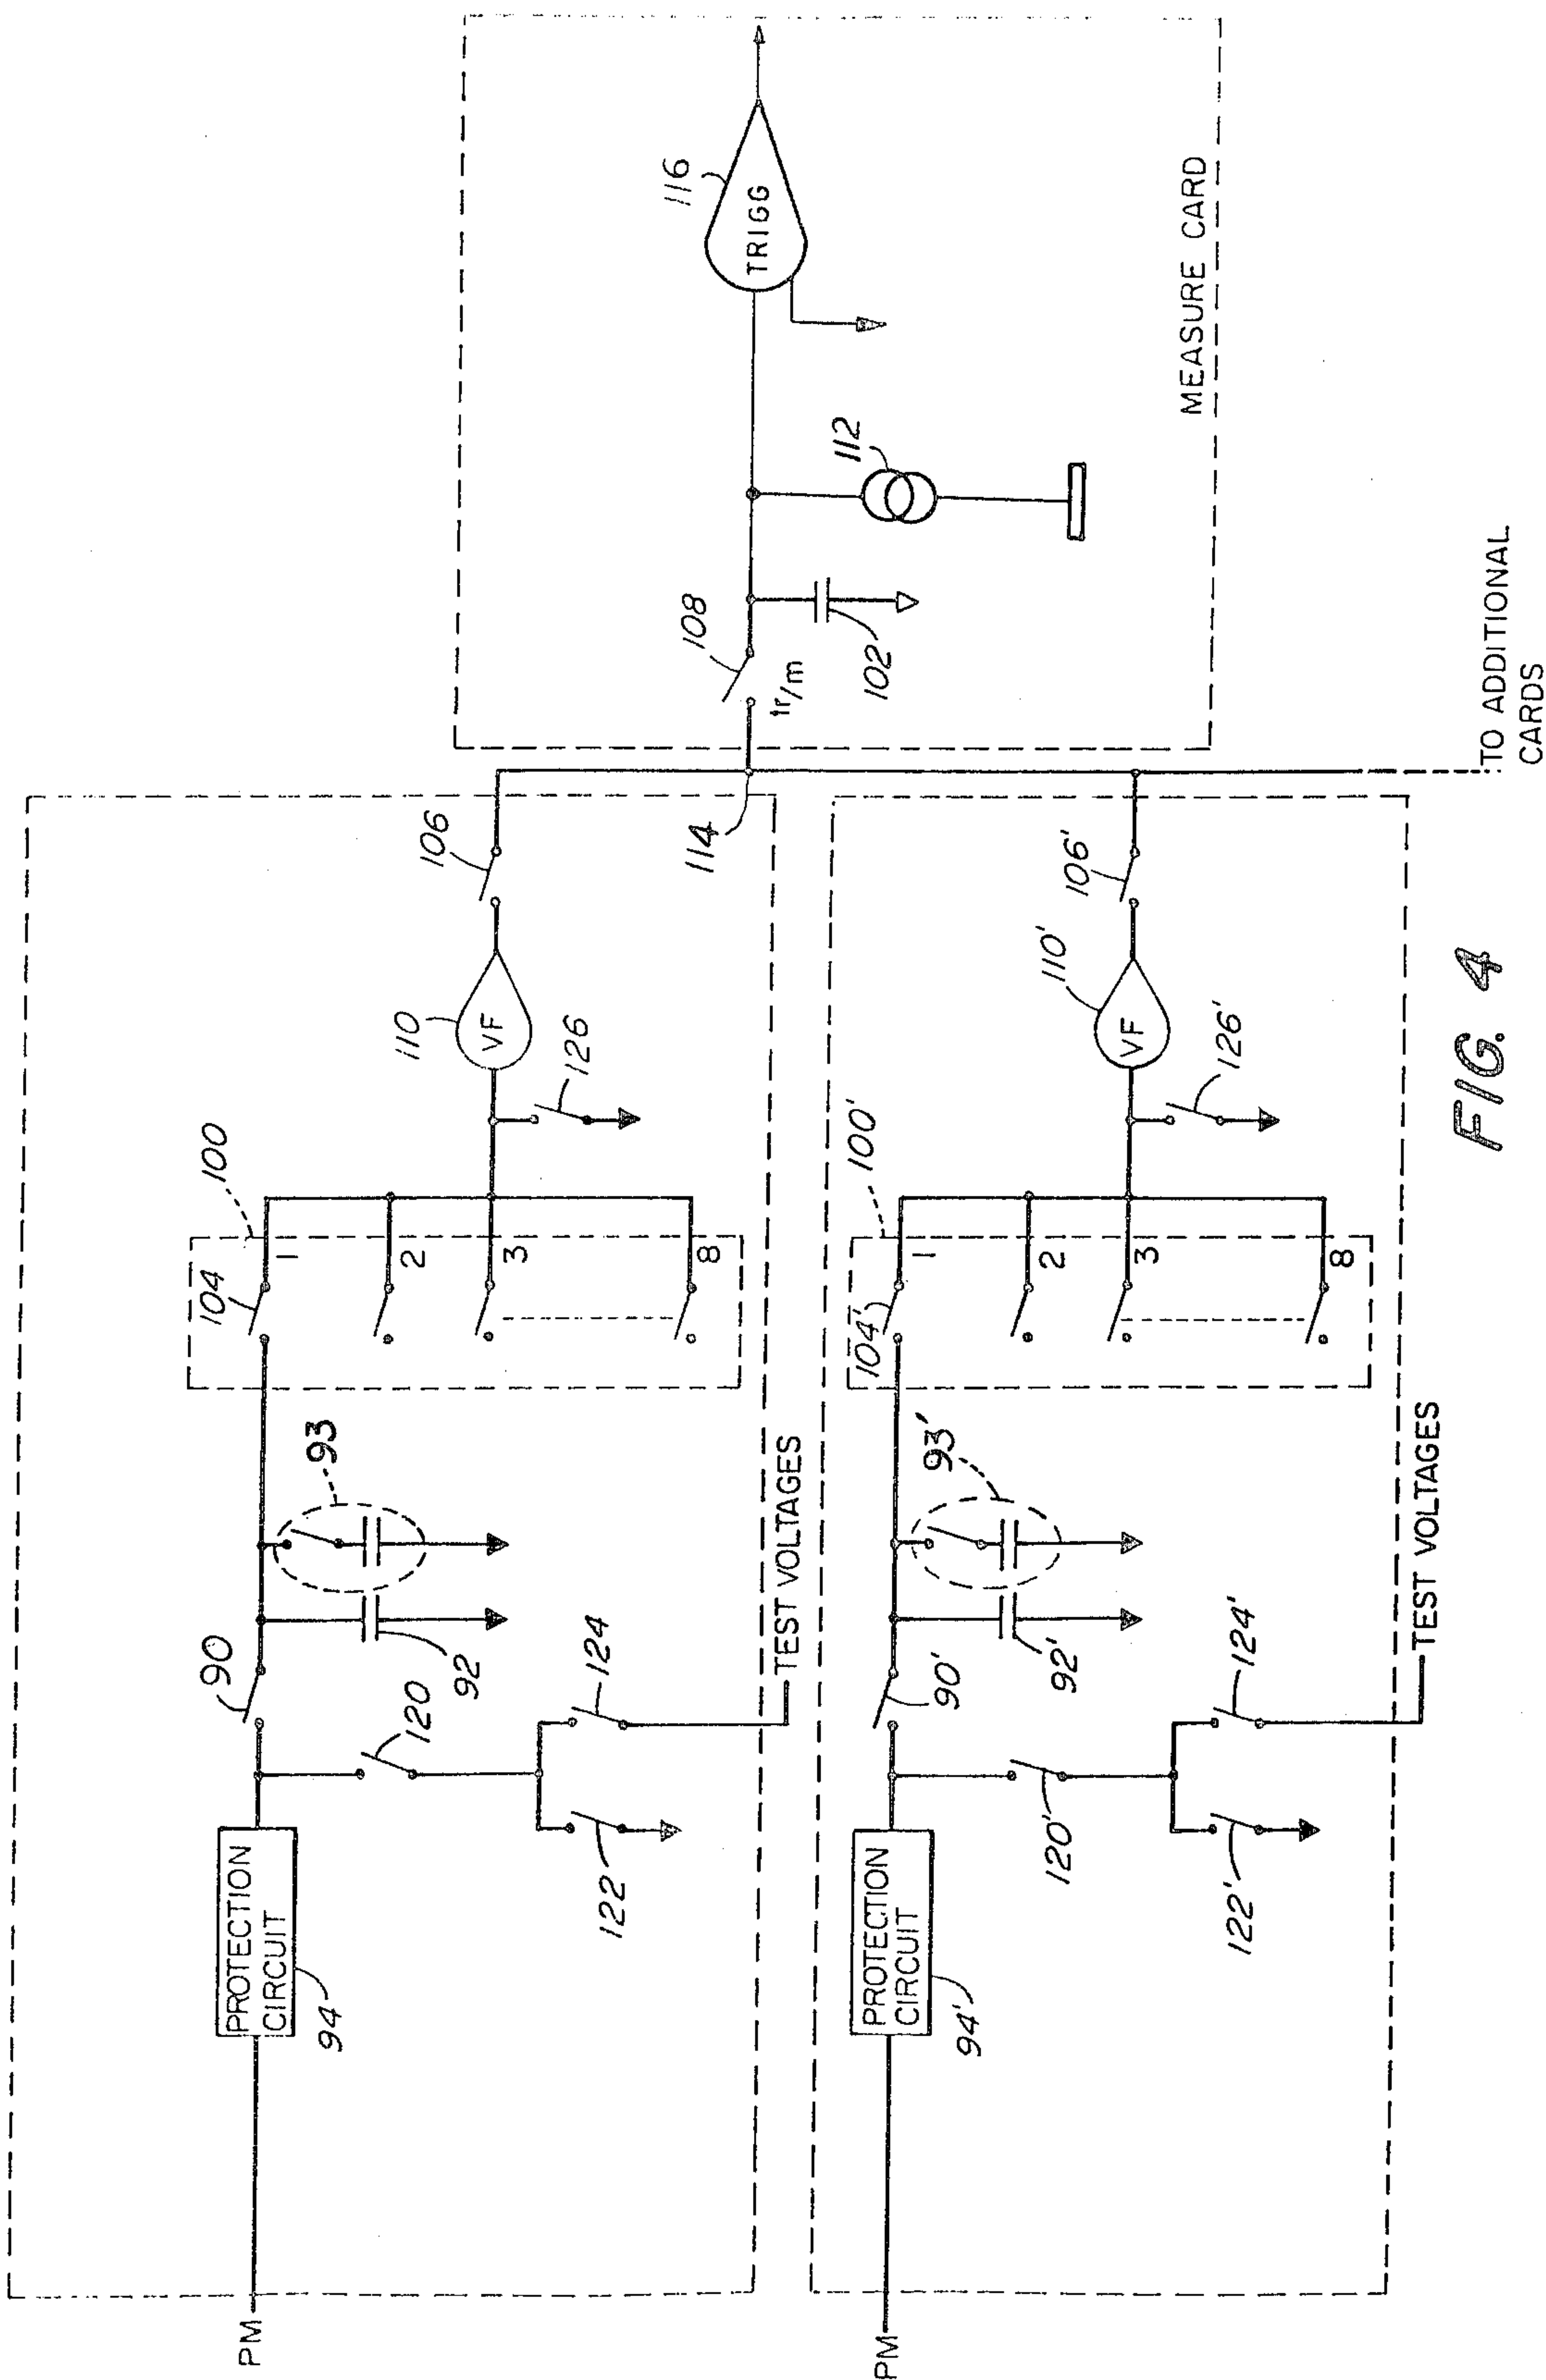 PM
PROTECTION
CIRCUIT
94
90
92
93
120
122
124
TEST VOLTAGES
104
100
1
2
3
8
126
110
VF
106
114
108
tr/m
102
112
116
TRIGG
MEASURE CARD
PM
PROTECTION
CIRCUIT
94'
90'
92'
93'
120'
122'
124'
TEST VOLTAGES
104'
100'
1
2
3
8
126'
110'
VF
106'
TO ADDITIONAL
CARDS
FIG. 4